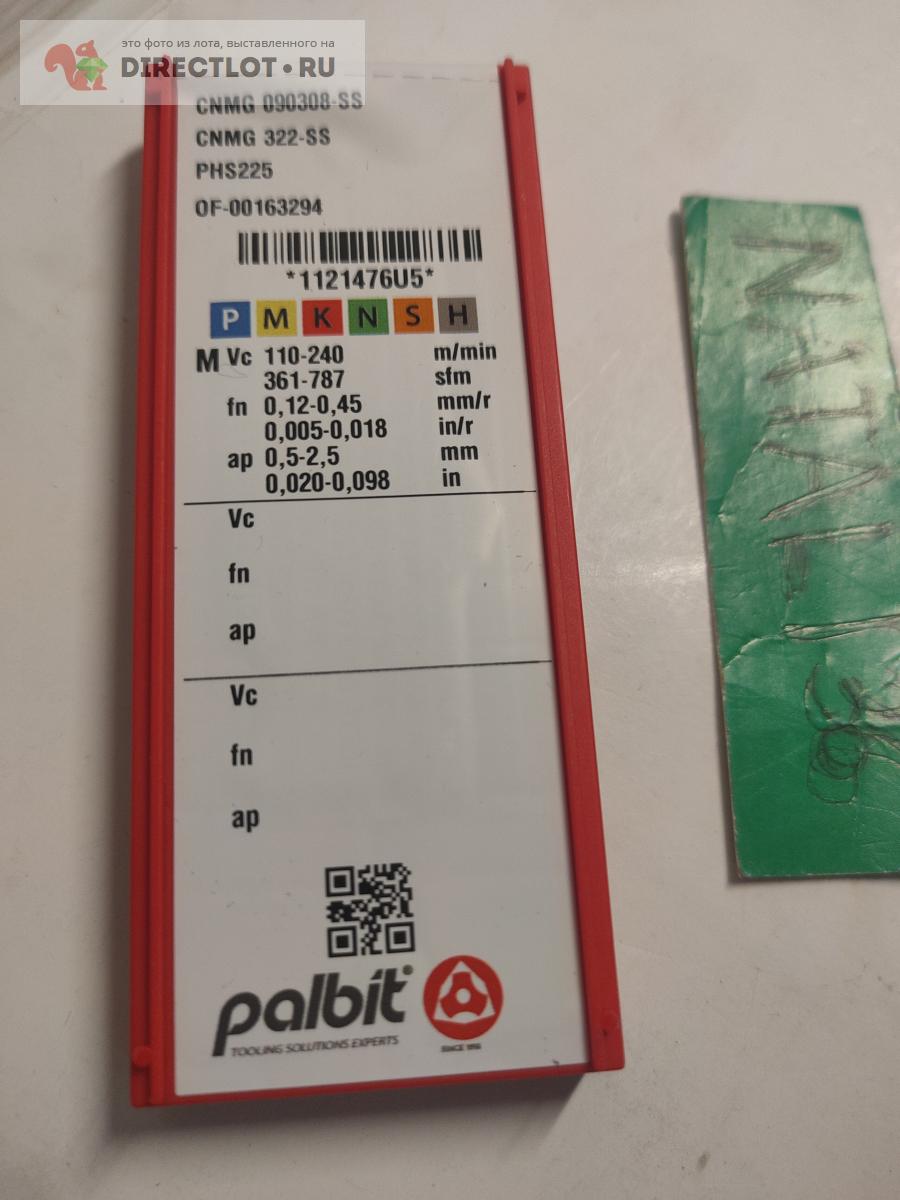 это фото из лота, выставленного на
DIRECTLOT.RU
CNMG 090308-SS
CNMG 322-SS
PHS225
OF-00163294
*1121476U5*
P M K N S H
M Vc 110-240 m/min
361-787 sfm
fn 0,12-0,45 mm/r
0,005-0,018 in/r
ap 0,5-2,5 mm
0,020-0,098 in
Vc
fn
ap
Vc
fn
ap
palbit
TOOLING SOLUTIONS EXPERTS
NATALI